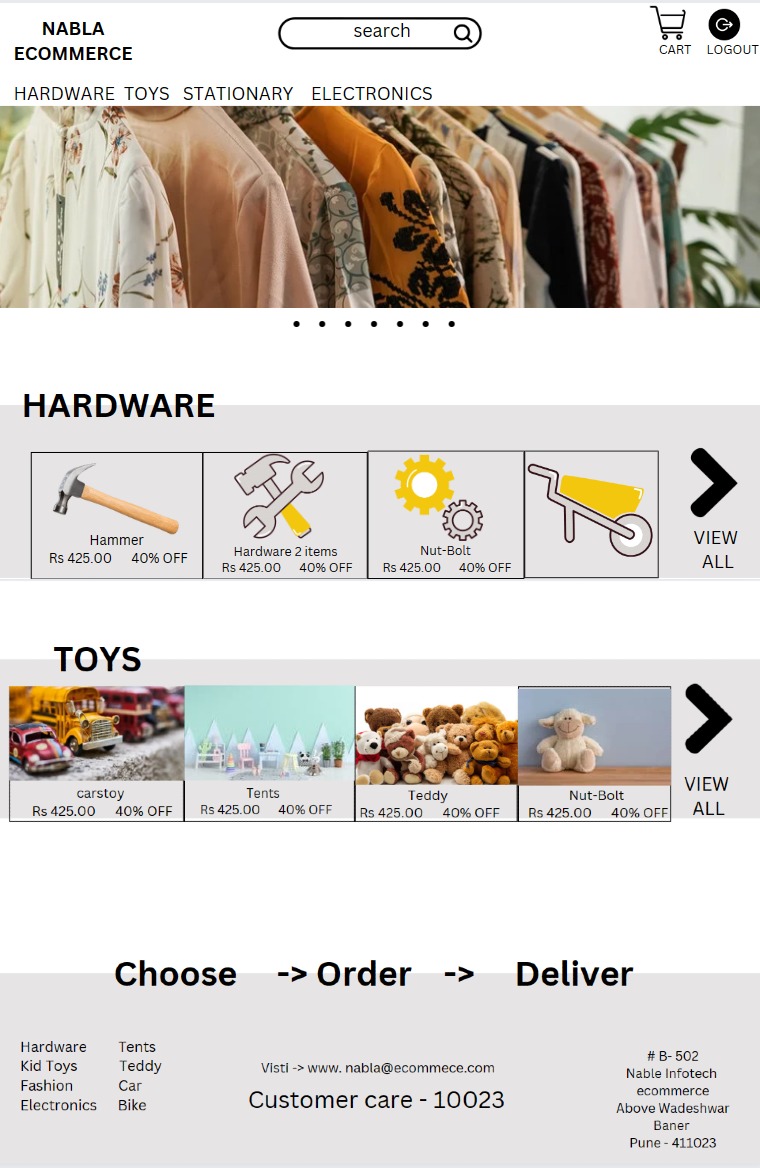 NABLA
ECOMMERCE
search
CART
LOGOUT
HARDWARE TOYS STATIONARY ELECTRONICS
HARDWARE
Hammer
Rs 425.00 40% OFF
Hardware 2 items
Rs 425.00 40% OFF
Nut-Bolt
Rs 425.00 40% OFF
VIEW
ALL
TOYS
carstoy
Rs 425.00 40% OFF
Tents
Rs 425.00 40% OFF
Teddy
Rs 425.00 40% OFF
Nut-Bolt
Rs 425.00 40% OFF
VIEW
ALL
Choose -> Order -> Deliver
Hardware
Kid Toys
Fashion
Electronics
Tents
Teddy
Car
Bike
Visti -> www. nabla@ecommece.com
Customer care - 10023
# B- 502
Nable Infotech
ecommerce
Above Wadeshwar
Baner
Pune - 411023